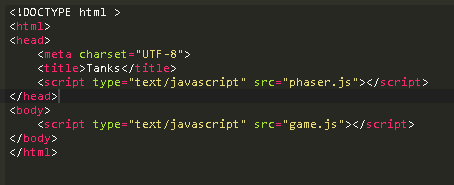 <!DOCTYPE html >
<html>
<head>
    <meta charset="UTF-8">
    <title>Tanks</title>
    <script type="text/javascript" src="phaser.js"></script>
</head>
<body>
    <script type="text/javascript" src="game.js"></script>
</body>
</html>